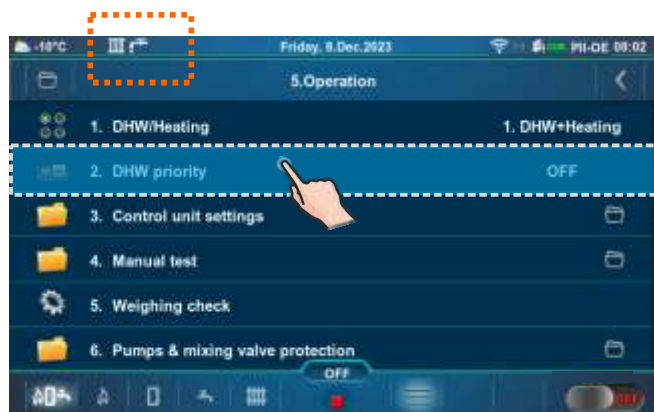 -10°C Friday, 8.Dec.2023 PII-OE 08:02
5.Operation
1. DHW/Heating 1. DHW+Heating
2. DHW priority OFF
3. Control unit settings
4. Manual test
5. Weighing check
6. Pumps & mixing valve protection
OFF
OFF